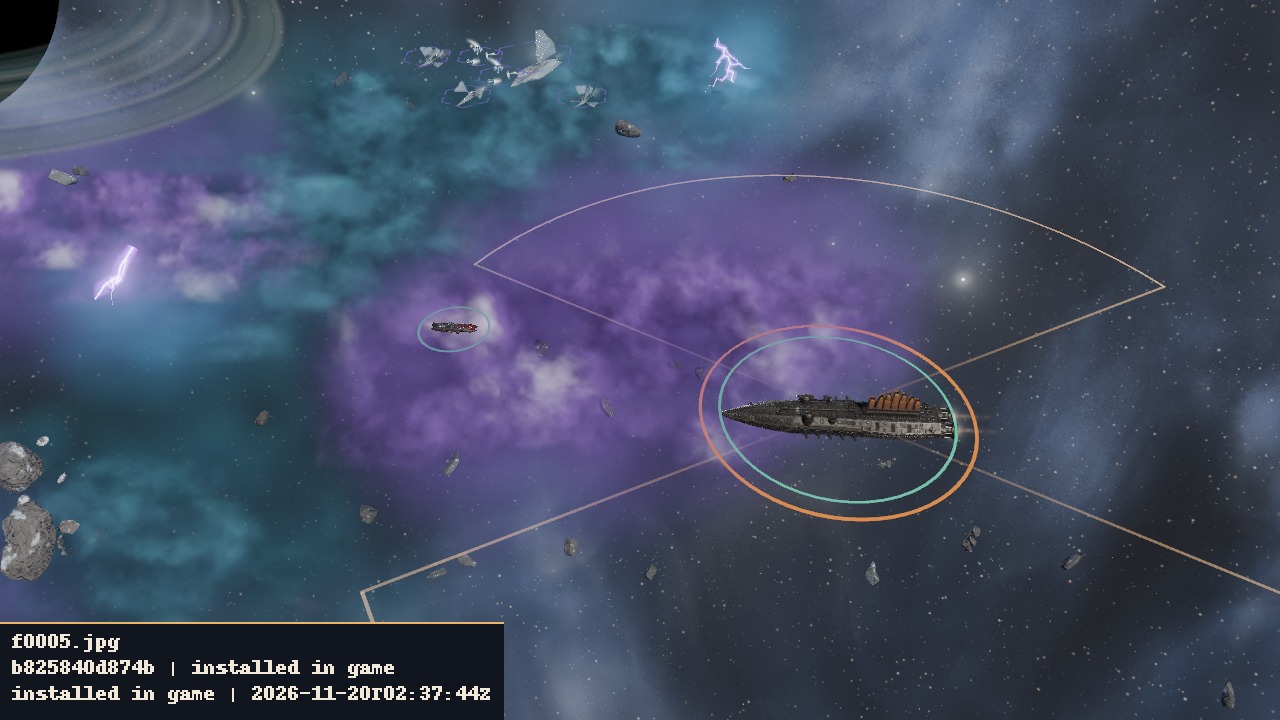 f0005.jpg
b825840d874b | installed in game
installed in game | 2026-11-20T02:37:44Z